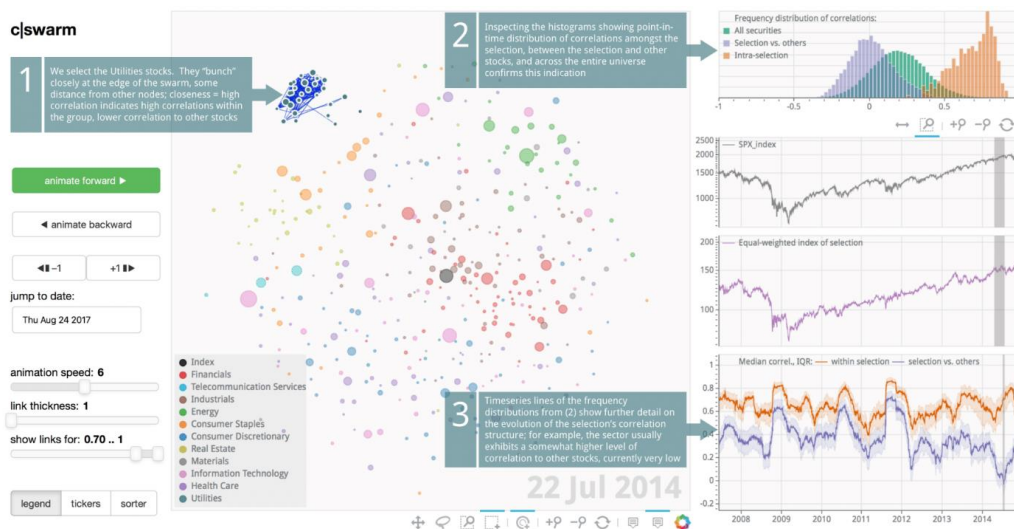 c|swarm
1
We select the Utilities stocks. They "bunch"
closely at the edge of the swarm, some
distance from other nodes; closeness = high
correlation indicates high correlations within
the group, lower correlation to other stocks
animate forward ►
◄ animate backward
-1
+1
jump to date:
Thu Aug 24 2017
animation speed: 6
link thickness: 1
show links for: 0.70 .. 1
legend
tickers
sorter
2
Inspecting the histograms showing point-in-
time distribution of correlations amongst the
selection, between the selection and other
stocks, and across the entire universe
confirms this indication
Index
Financials
Telecommunication Services
Industrials
Energy
Consumer Staples
Consumer Discretionary
Real Estate
Materials
Information Technology
Health Care
Utilities
3
Timeseries lines of the frequency
distributions from (2) show further detail on
the evolution of the selection's correlation
structure; for example, the sector usually
exhibits a somewhat higher level of
correlation to other stocks, currently very low
22 Jul 2014
Frequency distribution of correlations:
All securities
Selection vs. others
Intra-selection
-1
-0.5
0
0.5
2500
2000
1500
1000
SPX_index
200
150
100
Equal-weighted index of selection
Median correl., IQR: within selection selection vs. others
1
0.8
0.6
0.4
0.2
0
-0.2
2008 2009 2010 2011 2012 2013 2014